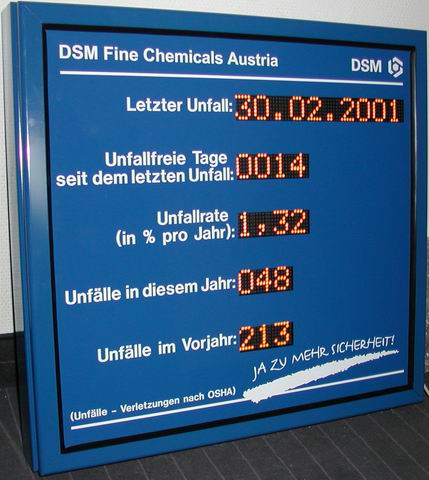 DSM Fine Chemicals Austria
DSM
Letzter Unfall: 30.02.2001
Unfallfreie Tage
seit dem letzten Unfall: 0014
Unfallrate
(in % pro Jahr): 1,32
Unfälle in diesem Jahr: 048
Unfälle im Vorjahr: 213
JA ZU MEHR SICHERHEIT!
(Unfälle – Verletzungen nach OSHA)